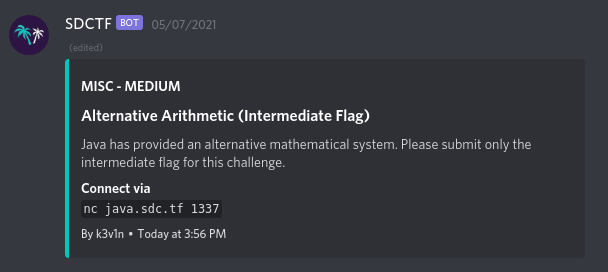 SDCTF BOT 05/07/2021
(edited)
MISC - MEDIUM
Alternative Arithmetic (Intermediate Flag)
Java has provided an alternative mathematical system. Please submit only the
intermediate flag for this challenge.
Connect via
nc java.sdc.tf 1337
By k3v1n • Today at 3:56 PM